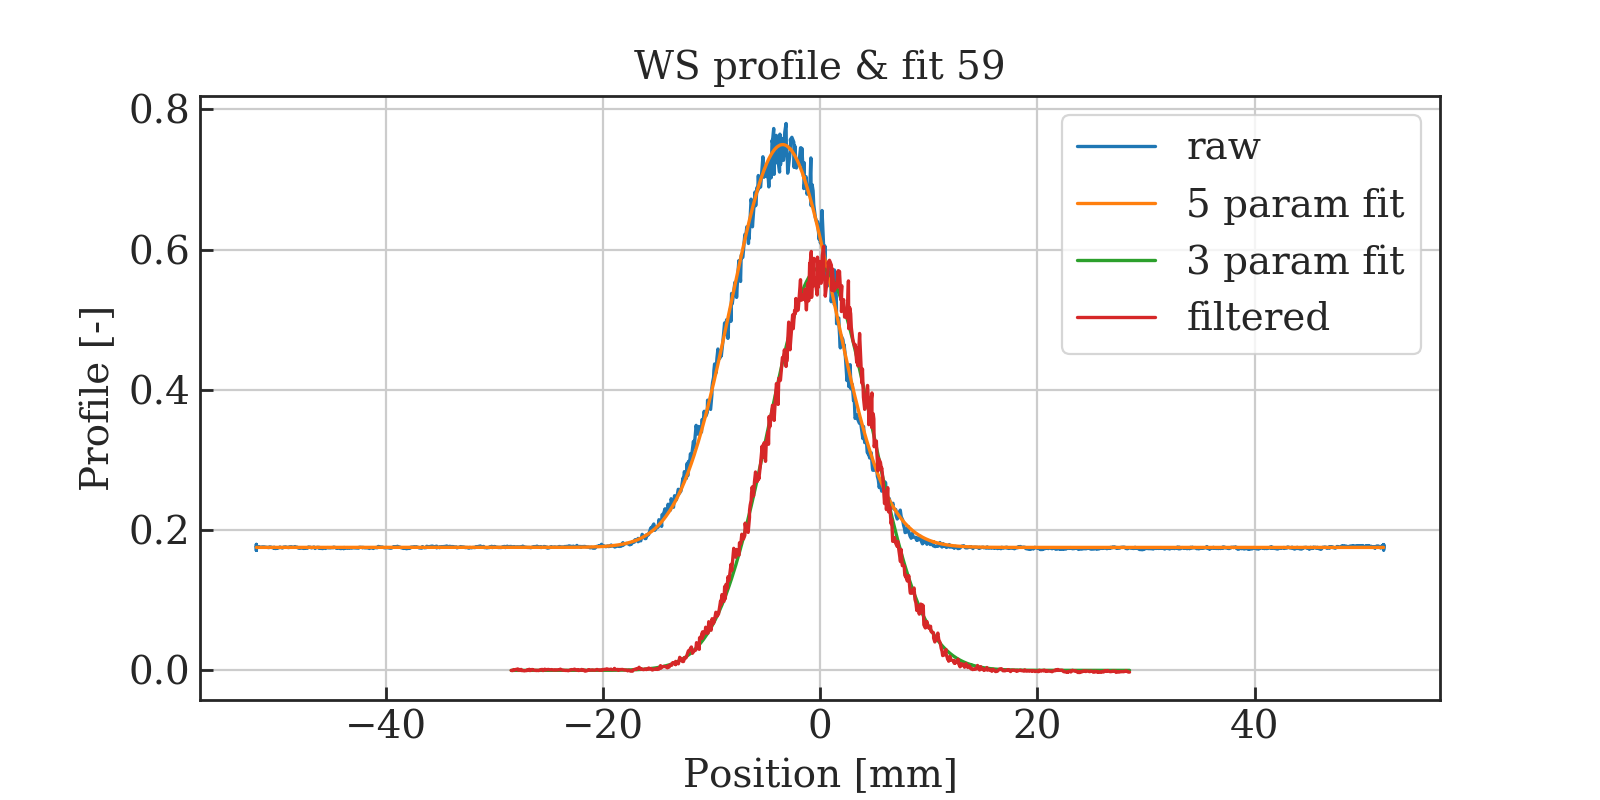 WS profile & fit 59
0.8
0.6
0.4
0.2
0.0
Profile [-]
raw
5 param fit
3 param fit
filtered
−40
−20
0
20
40
Position [mm]